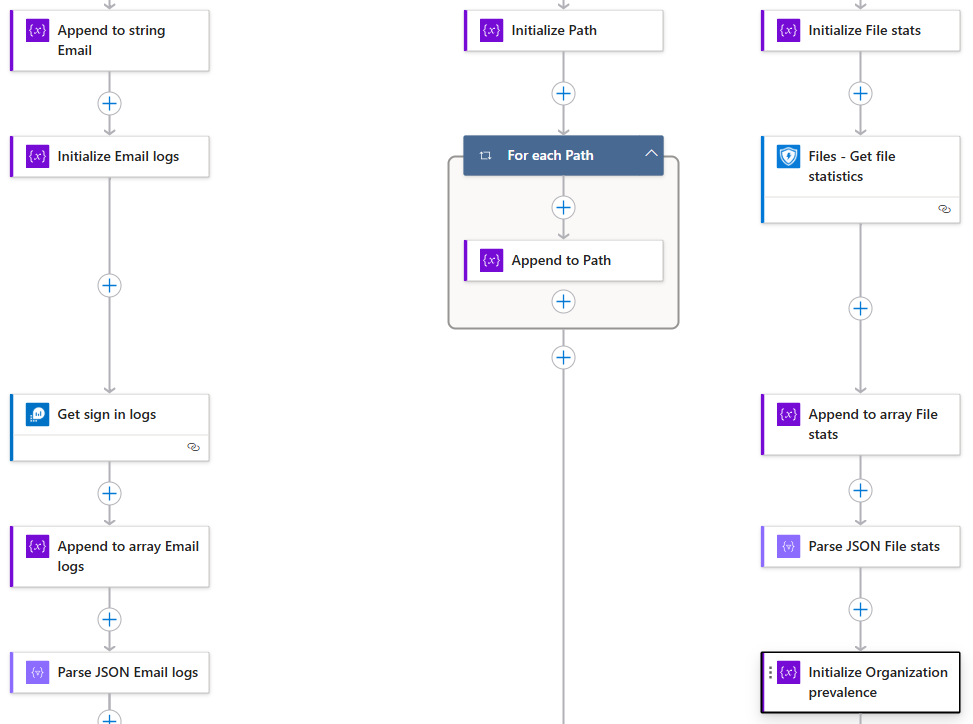 Append to string
Email
Initialize Email logs
Get sign in logs
Append to array Email
logs
Parse JSON Email logs
Initialize Path
For each Path
Append to Path
Initialize File stats
Files - Get file
statistics
Append to array File
stats
Parse JSON File stats
Initialize Organization
prevalence